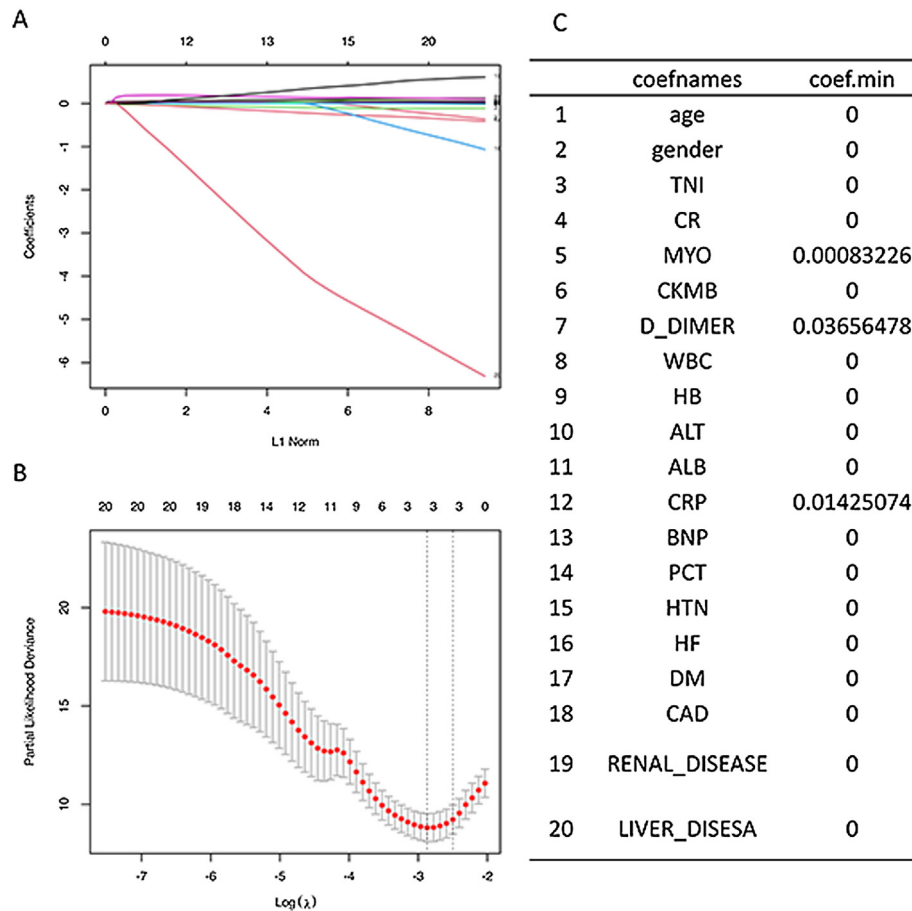 A
0 12 13 15 20
0
-1
-2
-3
-4
-5
-6
Coefficients
0 2 4 6 8
L1 Norm
B
20 20 20 19 18 14 12 11 9 6 3 3 3 0
20
15
10
Partial Likelihood Deviance
-7 -6 -5 -4 -3 -2
Log(λ)
C
coefnames coef.min
1 age 0
2 gender 0
3 TNI 0
4 CR 0
5 MYO 0.00083226
6 CKMB 0
7 D_DIMER 0.03656478
8 WBC 0
9 HB 0
10 ALT 0
11 ALB 0
12 CRP 0.01425074
13 BNP 0
14 PCT 0
15 HTN 0
16 HF 0
17 DM 0
18 CAD 0
19 RENAL_DISEASE 0
20 LIVER_DISESA 0